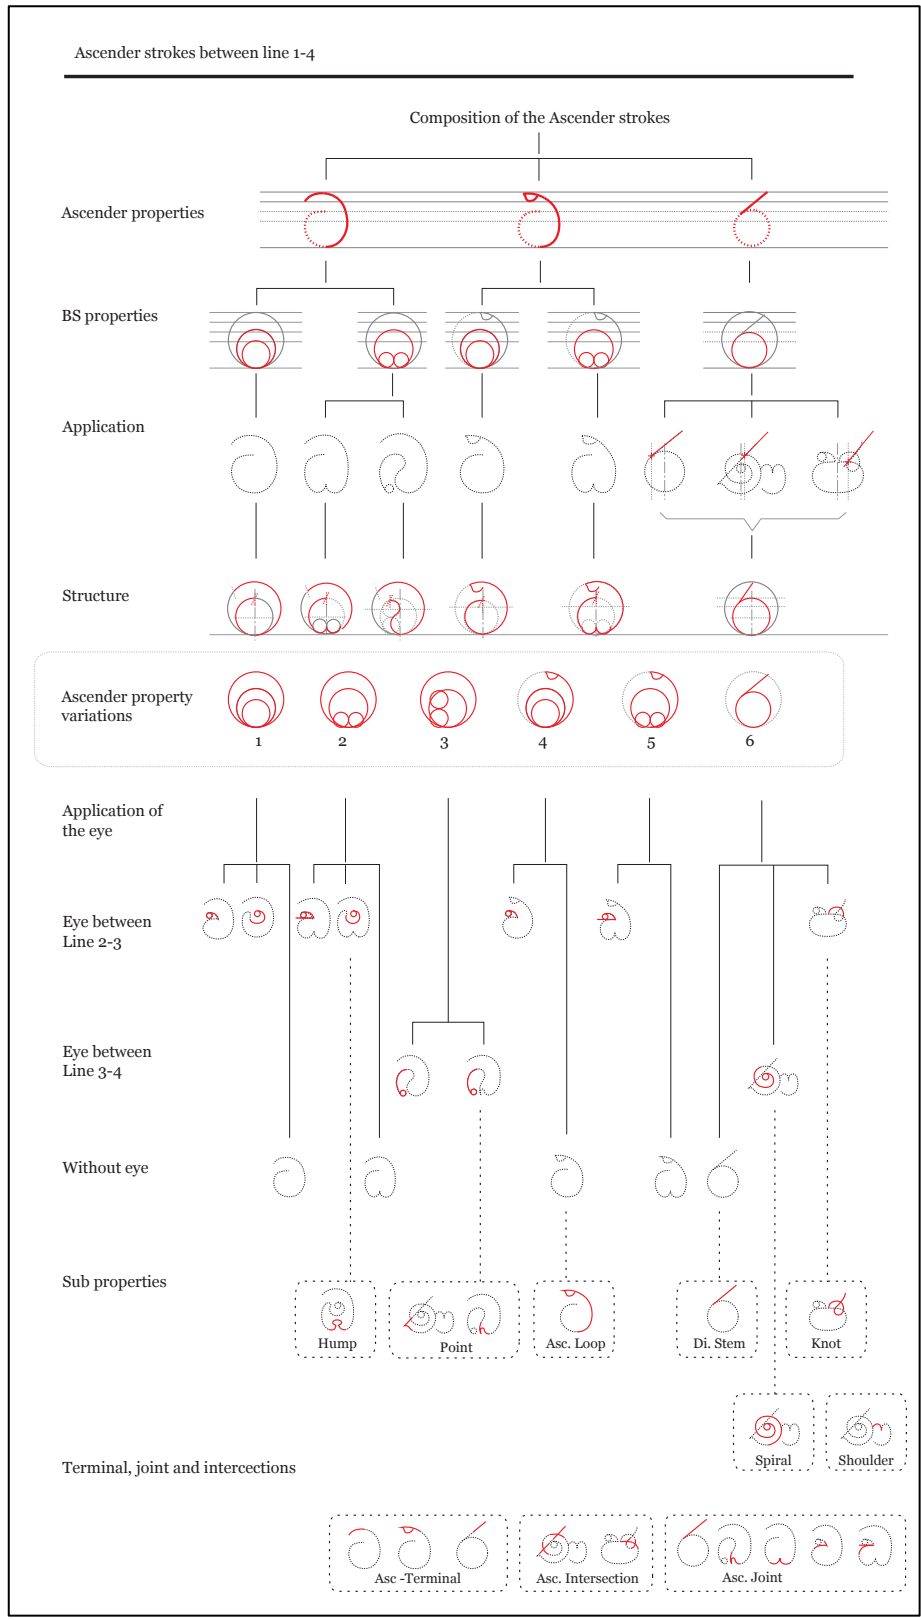 Ascender strokes between line 1-4
Composition of the Ascender strokes
Ascender properties
BS properties
Application
Structure
Ascender property
variations
1 2 3 4 5 6
Application of
the eye
Eye between
Line 2-3
Eye between
Line 3-4
Without eye
Sub properties
Hump Point Asc. Loop Di. Stem Knot
Spiral Shoulder
Terminal, joint and intercections
Asc -Terminal Asc. Intersection Asc. Joint